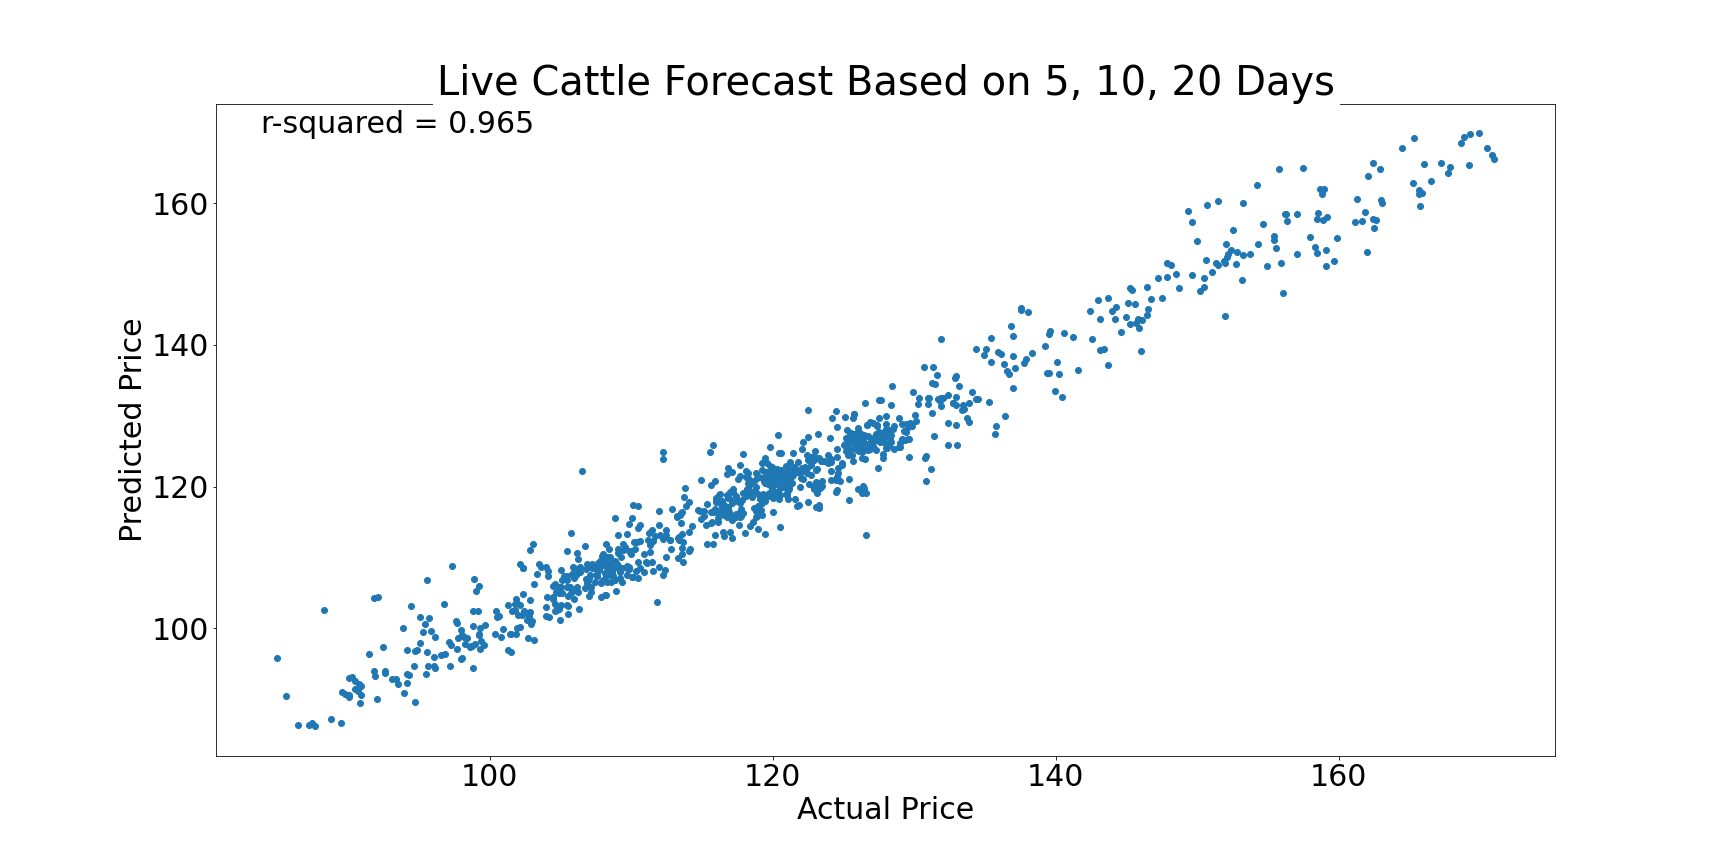 Live Cattle Forecast Based on 5, 10, 20 Days
r-squared = 0.965
160
140
120
100
Predicted Price
100 120 140 160
Actual Price